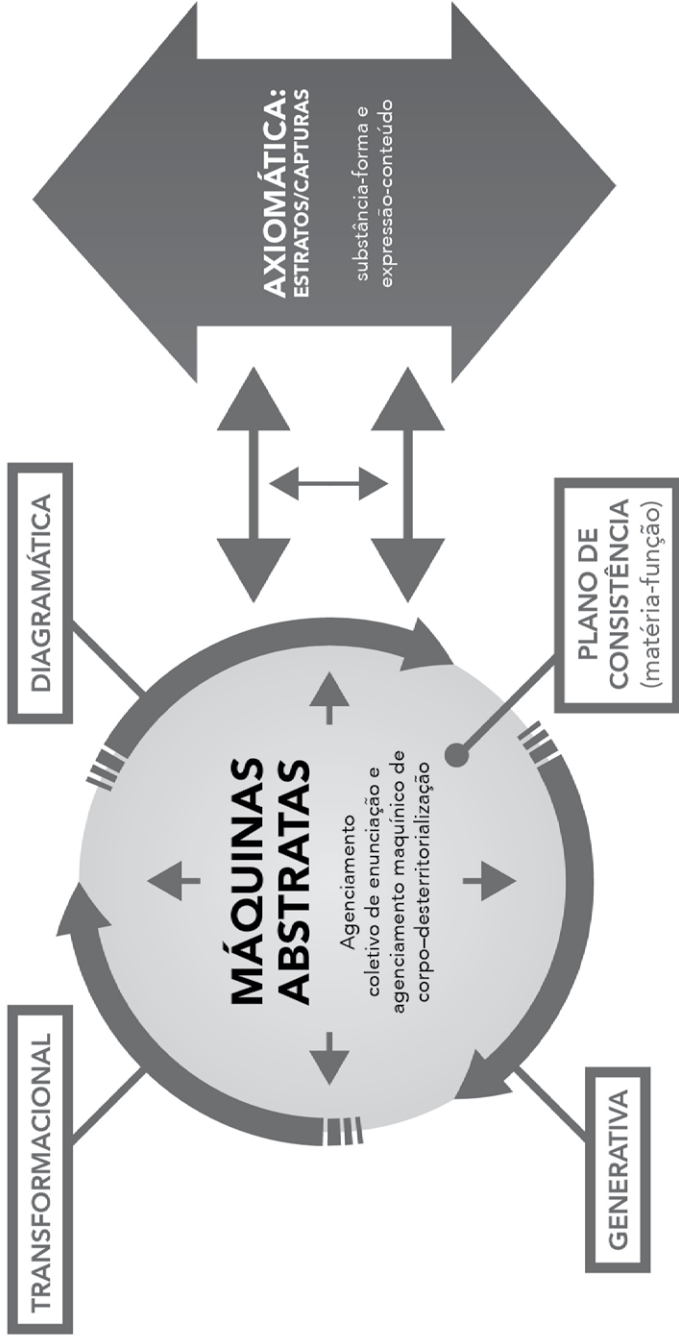 TRANSFORMACIONAL
DIAGRAMÁTICA
MÁQUINAS
ABSTRATAS
Agenciamento
coletivo de enunciação e
agenciamento maquínico de
corpo–desterritorialização
AXIOMÁTICA:
ESTRATOS/CAPTURAS
substância-forma e
expressão-conteúdo
GENERATIVA
PLANO DE
CONSISTÊNCIA
(matéria-função)